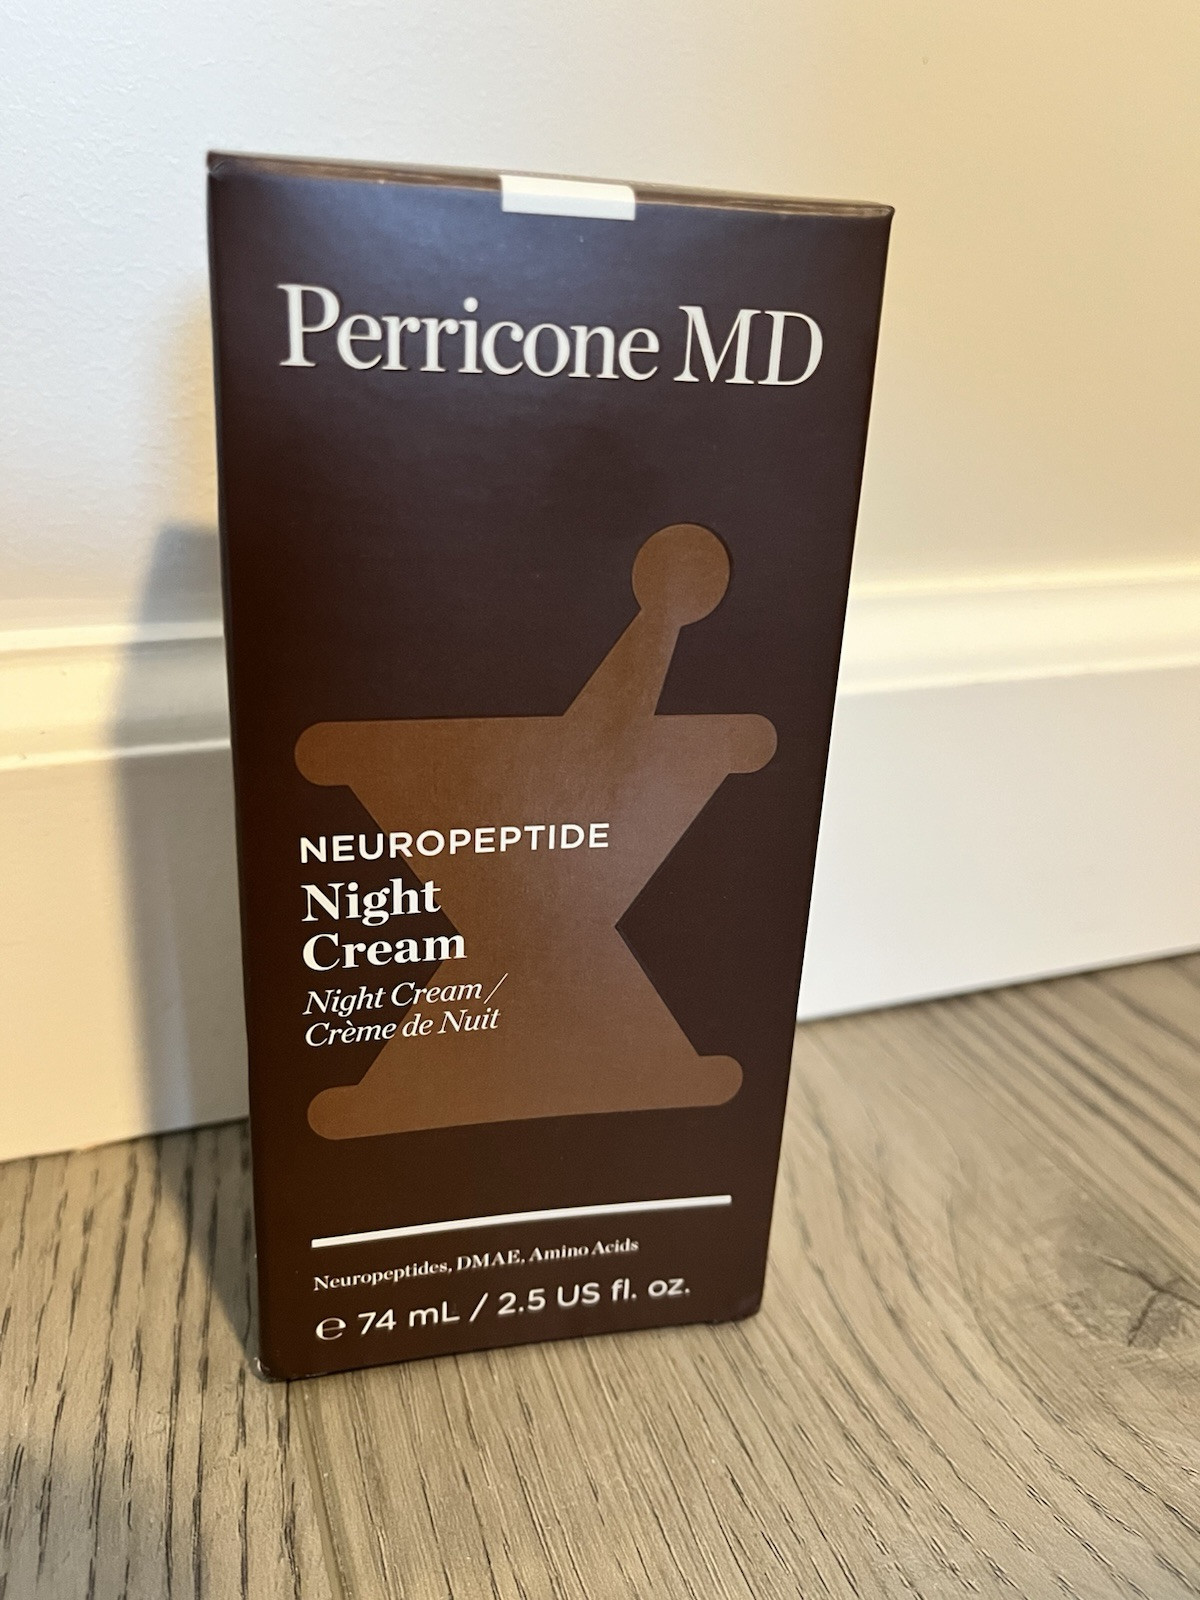 Perricone MD
NEUROPEPTIDE
Night
Cream
Night Cream /
Crème de Nuit
Neuropeptides, DMAE, Amino Acids
℮ 74 mL / 2.5 US fl. oz.